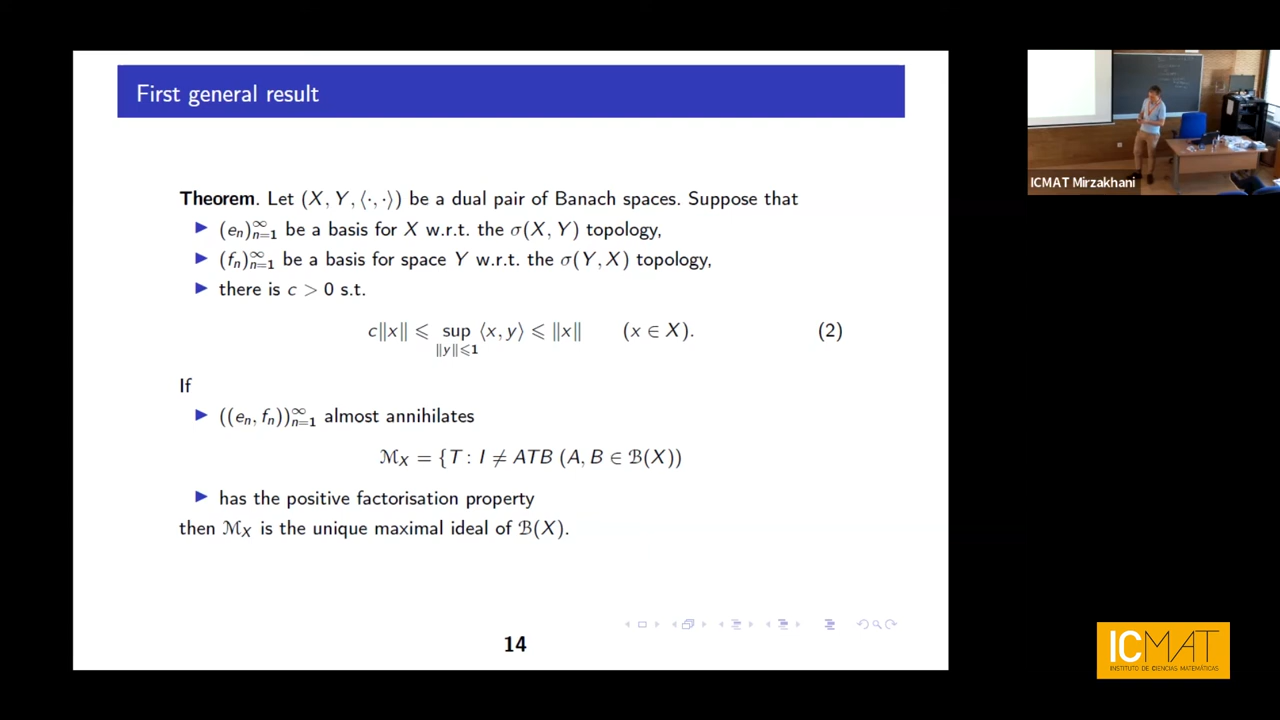 First general result
Theorem. Let (X, Y, ⟨·, ·⟩) be a dual pair of Banach spaces. Suppose that
▶ (eₙ)ₙ₌₁^∞ be a basis for X w.r.t. the σ(X, Y) topology,
▶ (fₙ)ₙ₌₁^∞ be a basis for space Y w.r.t. the σ(Y, X) topology,
▶ there is c > 0 s.t.
c‖x‖ ⩽ sup_{‖y‖⩽1} ⟨x, y⟩ ⩽ ‖x‖ (x ∈ X). (2)
If
▶ ((eₙ, fₙ))ₙ₌₁^∞ almost annihilates
ℳ_X = {T : I ≠ ATB (A, B ∈ ℬ(X))
▶ has the positive factorisation property
then ℳ_X is the unique maximal ideal of ℬ(X).
14
ICMAT Mirzakhani
ICMAT
INSTITUTO DE CIENCIAS MATEMÁTICAS